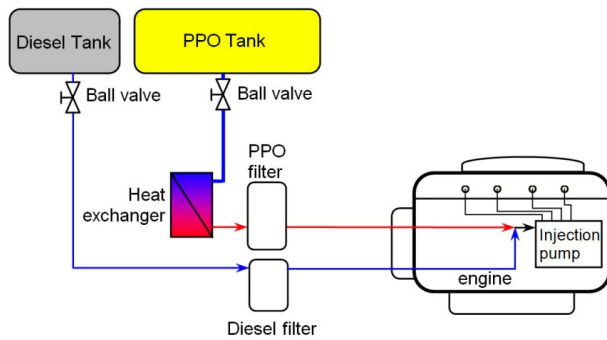 Diesel Tank
PPO Tank
Ball valve
Ball valve
PPO
filter
Heat
exchanger
Injection
pump
engine
Diesel filter